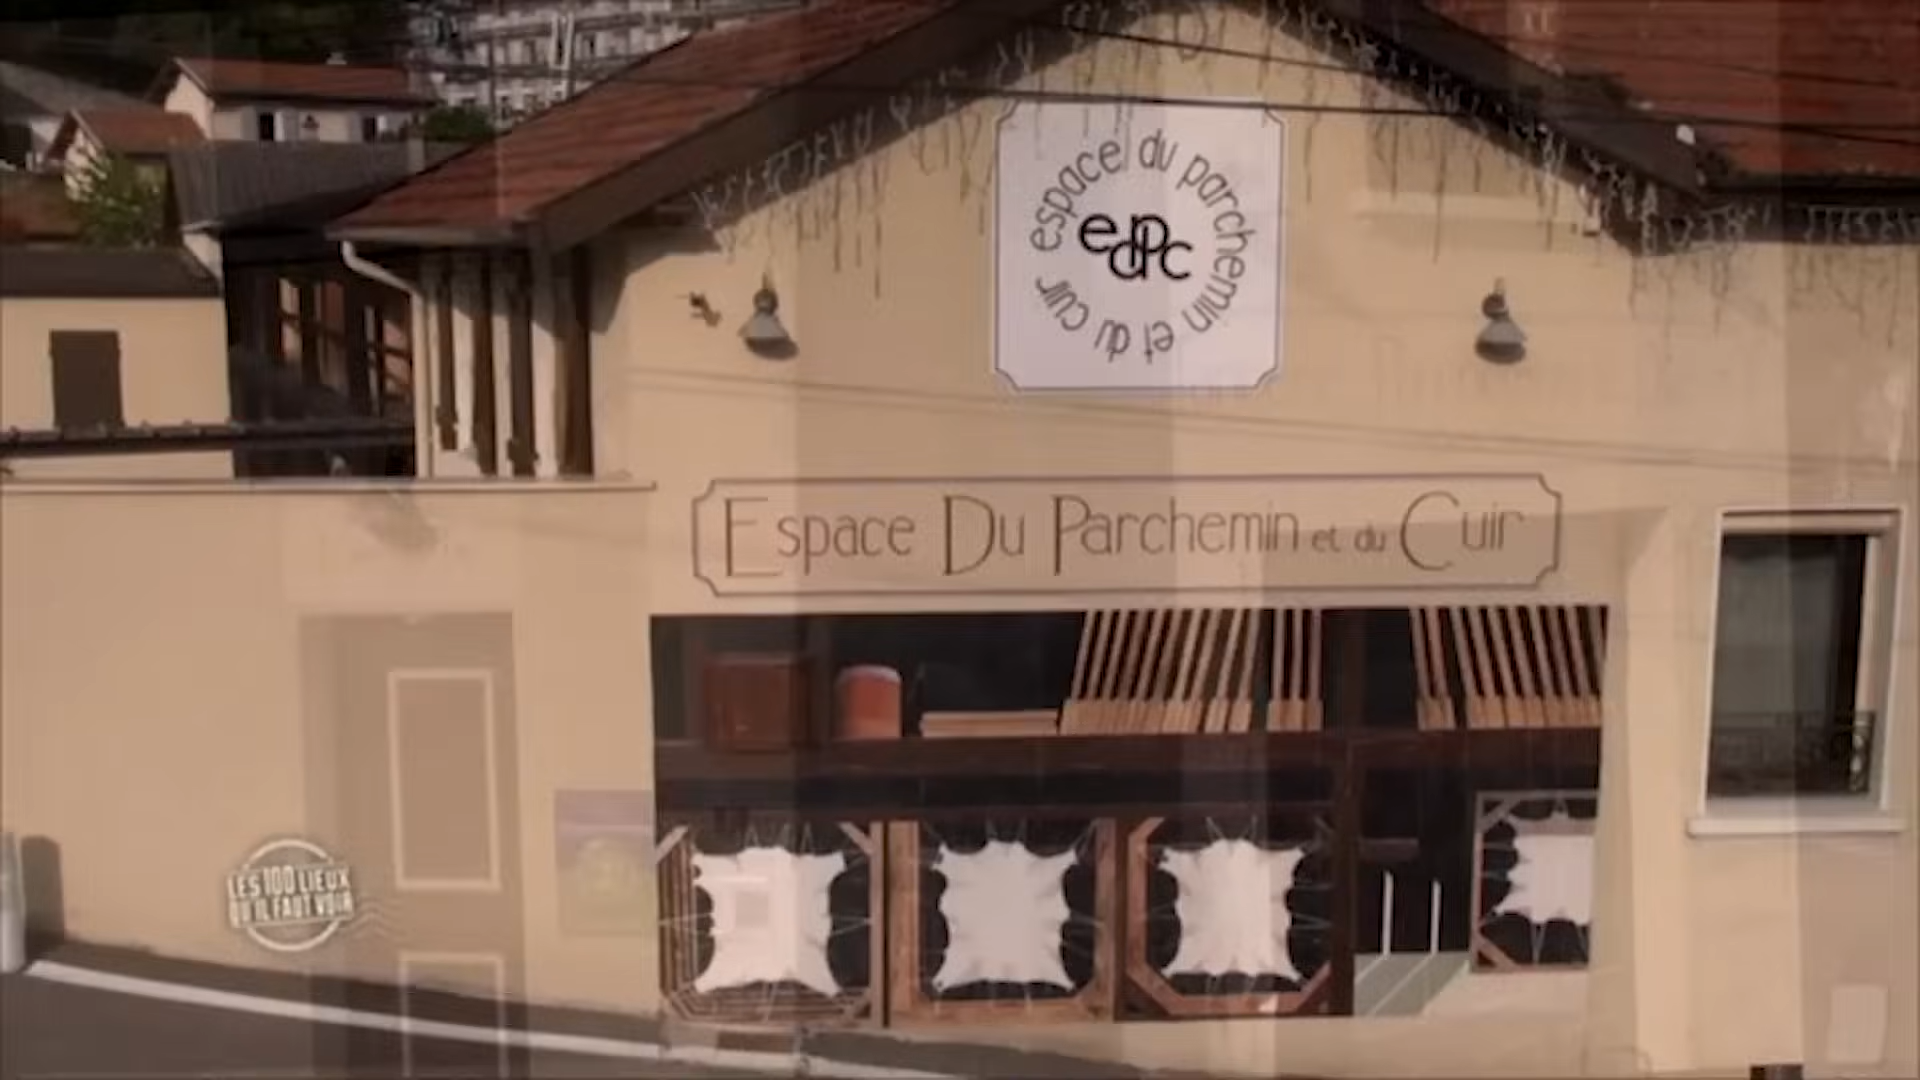 espace du parchemin et du cuir
edpc
Espace Du Parchemin et du Cuir
LES 100 LIEUX
QU'IL FAUT VOIR